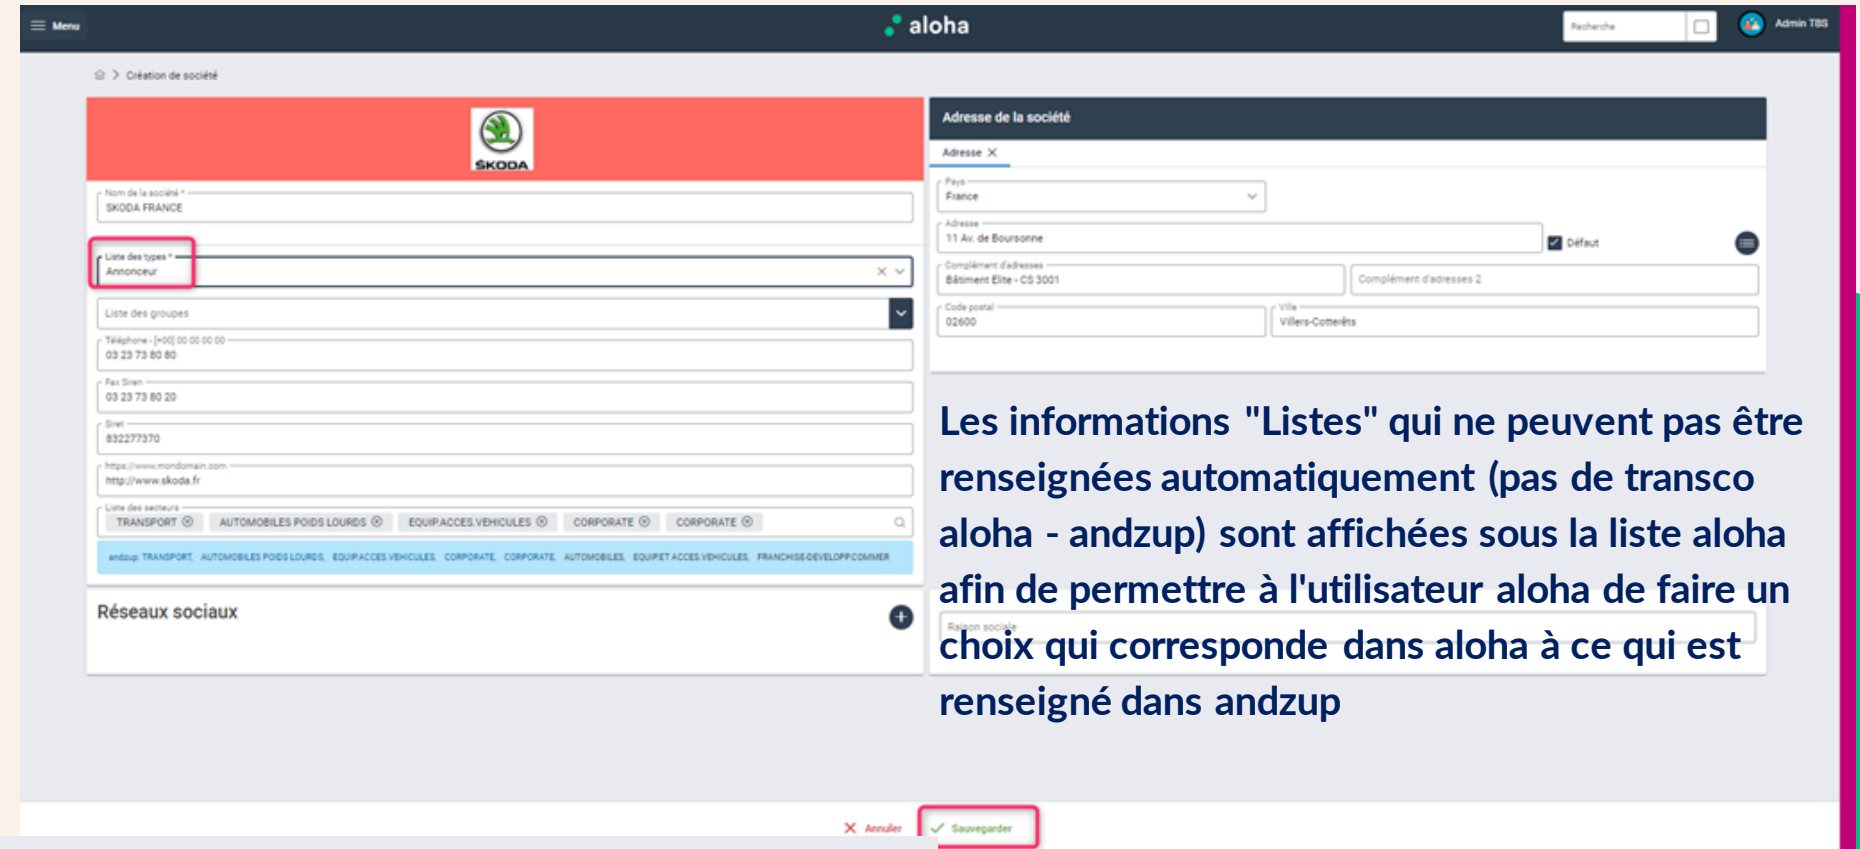 Menu
aloha
Recherche
Admin TBS
Création de société
ŠKODA
Nom de la société *
SKODA FRANCE
Liste des types *
Annonceur
Liste des groupes
Téléphone - [+00] 00 00 00 00
03 23 73 80 80
Fax Siren
03 23 73 80 20
Siret
832277370
https://www.mondomain.com
http://www.skoda.fr
Liste des secteurs
TRANSPORT AUTOMOBILES POIDS LOURDS EQUIP.ACCES.VEHICULES CORPORATE CORPORATE
andzup: TRANSPORT, AUTOMOBILES POIDS LOURDS, EQUIP.ACCES.VEHICULES, CORPORATE, CORPORATE, AUTOMOBILES, EQUIP.ET ACCES.VEHICULES, FRANCHISE-DEVELOPP.COMMER
Réseaux sociaux
Adresse de la société
Adresse
Pays
France
Adresse
11 Av. de Boursonne
Défaut
Complément d'adresses
Bâtiment Elite - CS 3001
Complément d'adresses 2
Code postal
02600
Ville
Villers-Cotterêts
Les informations "Listes" qui ne peuvent pas être
renseignées automatiquement (pas de transco
aloha - andzup) sont affichées sous la liste aloha
afin de permettre à l'utilisateur aloha de faire un
choix qui corresponde dans aloha à ce qui est
renseigné dans andzup
Raison sociale
Annuler
Sauvegarder